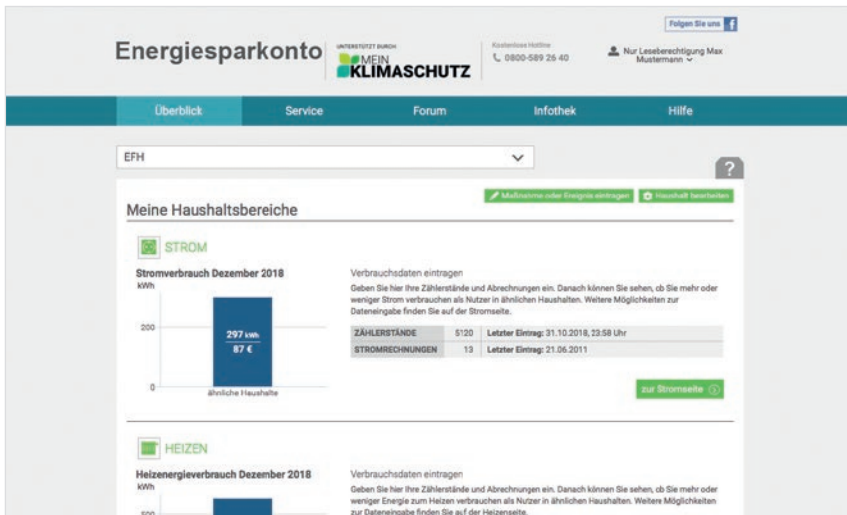 Folgen Sie uns f
Energiesparkonto
UNTERSTÜTZT DURCH
MEIN
KLIMASCHUTZ
Kostenloses Hotline
0800-589 26 40
Nur Leseberechtigung Max
Mustermann
Überblick Service Forum Infothek Hilfe
EFH
?
Maßnahme oder Ereignis eintragen Haushalt bearbeiten
Meine Haushaltsbereiche
STROM
Stromverbrauch Dezember 2018
kWh
200
297 kWh
87 €
0
ähnliche Haushalte
Verbrauchsdaten eintragen
Geben Sie hier Ihre Zählerstände und Abrechnungen ein. Danach können Sie sehen, ob Sie mehr oder
weniger Strom verbrauchen als Nutzer in ähnlichen Haushalten. Weitere Möglichkeiten zur
Dateneingabe finden Sie auf der Stromseite.
ZÄHLERSTÄNDE 5120 Letzter Eintrag: 31.10.2018, 23:58 Uhr
STROMRECHNUNGEN 13 Letzter Eintrag: 21.06.2011
zur Stromseite
HEIZEN
Heizenergieverbrauch Dezember 2018
kWh
500
Verbrauchsdaten eintragen
Geben Sie hier Ihre Zählerstände und Abrechnungen ein. Danach können Sie sehen, ob Sie mehr oder
weniger Energie zum Heizen verbrauchen als Nutzer in ähnlichen Haushalten. Weitere Möglichkeiten
zur Dateneingabe finden Sie auf der Heizenseite.